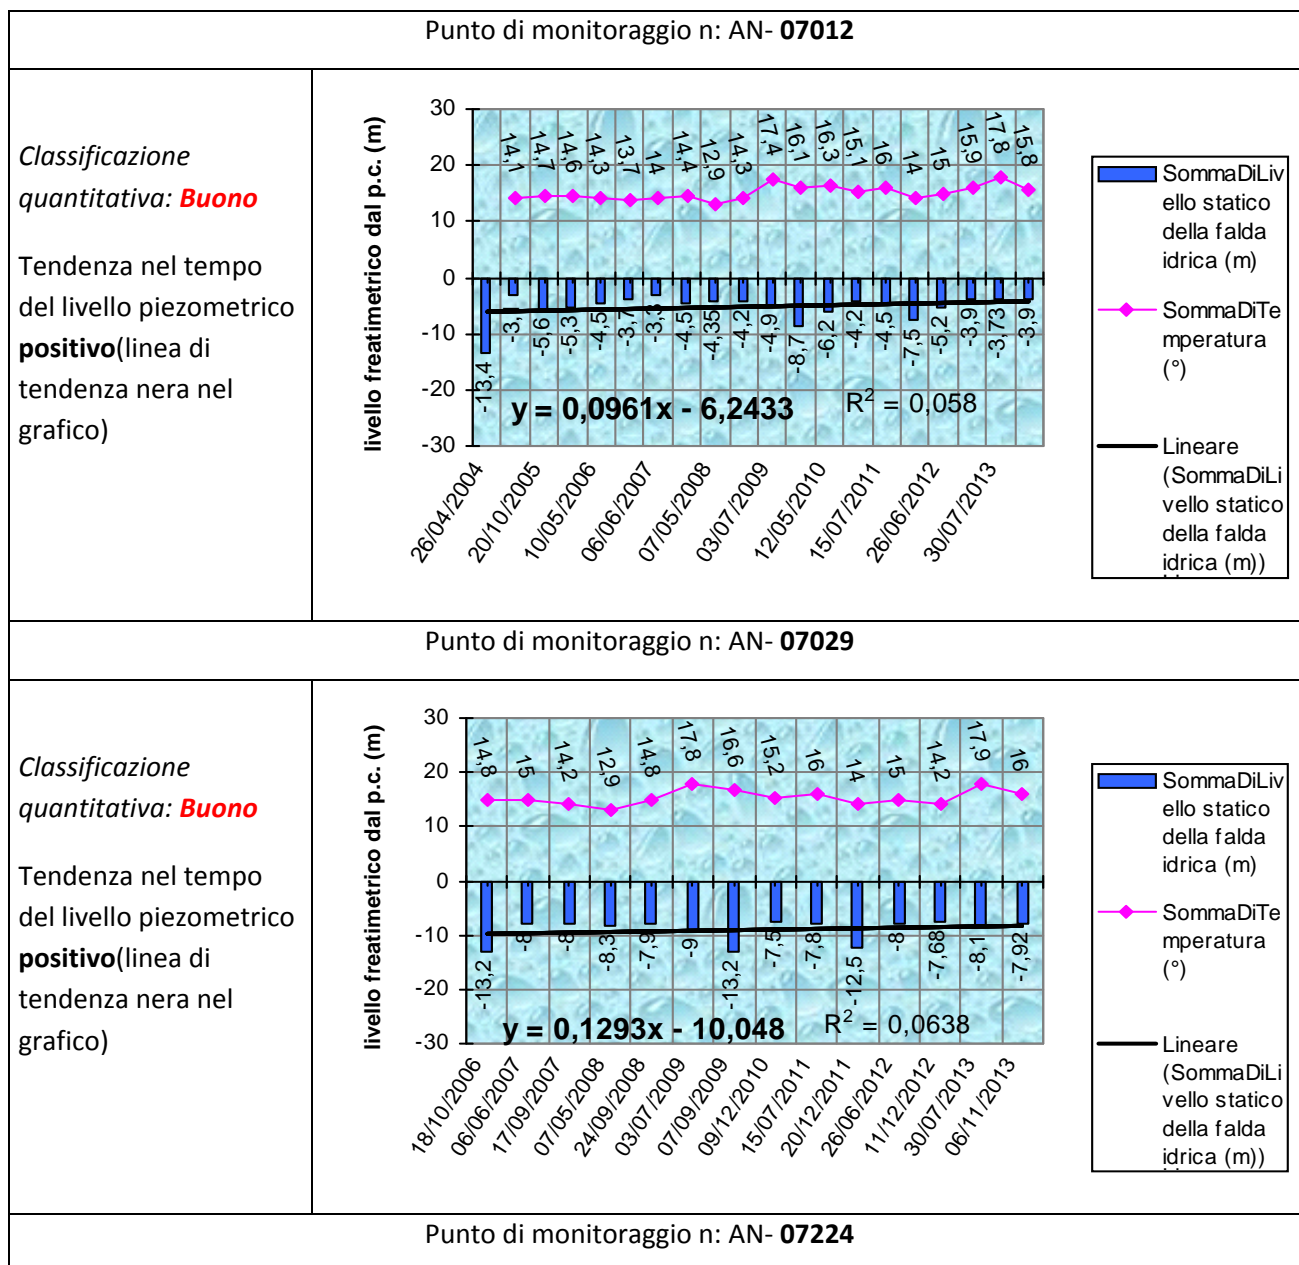 Punto di monitoraggio n: AN- 07012
Classificazione
quantitativa: Buono
Tendenza nel tempo
del livello piezometrico
positivo(linea di
tendenza nera nel
grafico)
livello freatimetrico dal p.c. (m)
30
20
10
0
-10
-20
-30
14,1
14,7
14,6
14,3
13,7
14
14,4
12,9
14,3
17,4
16,1
16,3
15,1
16
14
15
15,9
17,8
15,8
-13,4
-5,6
-5,3
-4,5
-3,7
-3,3
-4,5
-4,35
-4,2
-4,9
-8,7
-6,2
-4,2
-4,5
-7,5
-5,2
-3,9
-3,73
-3,9
y = 0,0961x - 6,2433
R² = 0,058
26/04/2004
20/10/2005
10/05/2006
06/06/2007
07/05/2008
03/07/2009
12/05/2010
15/07/2011
26/06/2012
30/07/2013
SommaDiLiv
ello statico
della falda
idrica (m)
SommaDiTe
mperatura
(°)
Lineare
(SommaDiLi
vello statico
della falda
idrica (m))
Punto di monitoraggio n: AN- 07029
Classificazione
quantitativa: Buono
Tendenza nel tempo
del livello piezometrico
positivo(linea di
tendenza nera nel
grafico)
livello freatimetrico dal p.c. (m)
30
20
10
0
-10
-20
-30
14,8
15
14,2
12,9
14,8
17,8
16,6
15,2
16
14
15
14,2
17,9
16
-13,2
-8
-8
-8,3
-7,9
-9
-13,2
-7,5
-7,8
-12,5
-8
-7,68
-8,1
-7,92
y = 0,1293x - 10,048
R² = 0,0638
18/10/2006
06/06/2007
17/09/2007
07/05/2008
24/09/2008
03/07/2009
07/09/2009
09/12/2010
15/07/2011
20/12/2011
26/06/2012
11/12/2012
30/07/2013
06/11/2013
SommaDiLiv
ello statico
della falda
idrica (m)
SommaDiTe
mperatura
(°)
Lineare
(SommaDiLi
vello statico
della falda
idrica (m))
Punto di monitoraggio n: AN- 07224